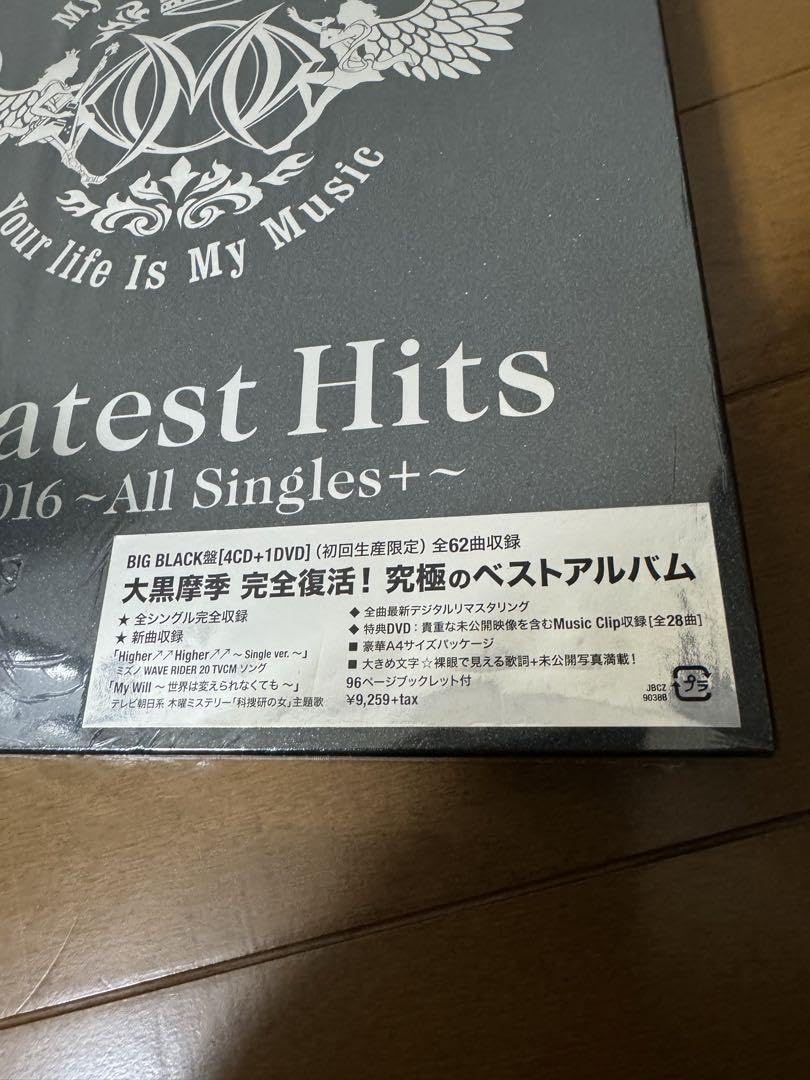 My
Your life Is My Music
atest Hits
016 ~All Singles+~
BIG BLACK盤[4CD+1DVD]（初回生産限定）全62曲収録
大黒摩季 完全復活！究極のベストアルバム
★ 全シングル完全収録
★ 新曲収録
「Higher↗↗Higher↗↗ ～ Single ver. ～」
ミズノ WAVE RIDER 20 TVCM ソング
「My Will ～ 世界は変えられなくても ～」
テレビ朝日系 木曜ミステリー「科捜研の女」主題歌
◆ 全曲最新デジタルリマスタリング
◆ 特典DVD：貴重な未公開映像を含むMusic Clip収録［全28曲］
■ 豪華A4サイズパッケージ
■ 大きめ文字☆裸眼で見える歌詞+未公開写真満載！
96ページブックレット付
¥9,259+tax
JBCZ
9038B
プラ